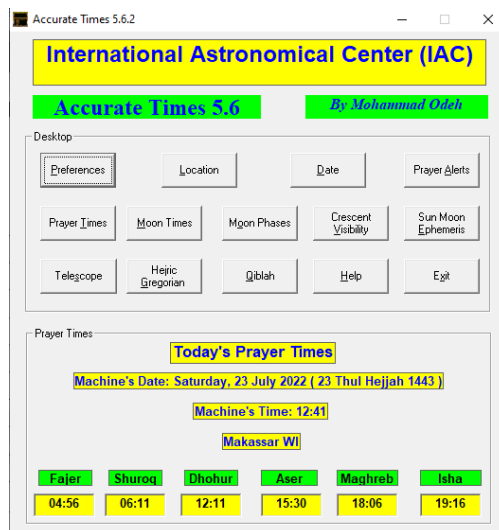 Accurate Times 5.6.2
International Astronomical Center (IAC)
Accurate Times 5.6
By Mohammad Odeh
Desktop
Preferences
Location
Date
Prayer Alerts
Prayer Times
Moon Times
Moon Phases
Crescent
Visibility
Sun Moon
Ephemeris
Telescope
Hejric
Gregorian
Qiblah
Help
Exit
Prayer Times
Today's Prayer Times
Machine's Date: Saturday, 23 July 2022 ( 23 Thul Hejjah 1443 )
Machine's Time: 12:41
Makassar WI
Fajer Shuroq Dhohur Aser Maghreb Isha
04:56 06:11 12:11 15:30 18:06 19:16